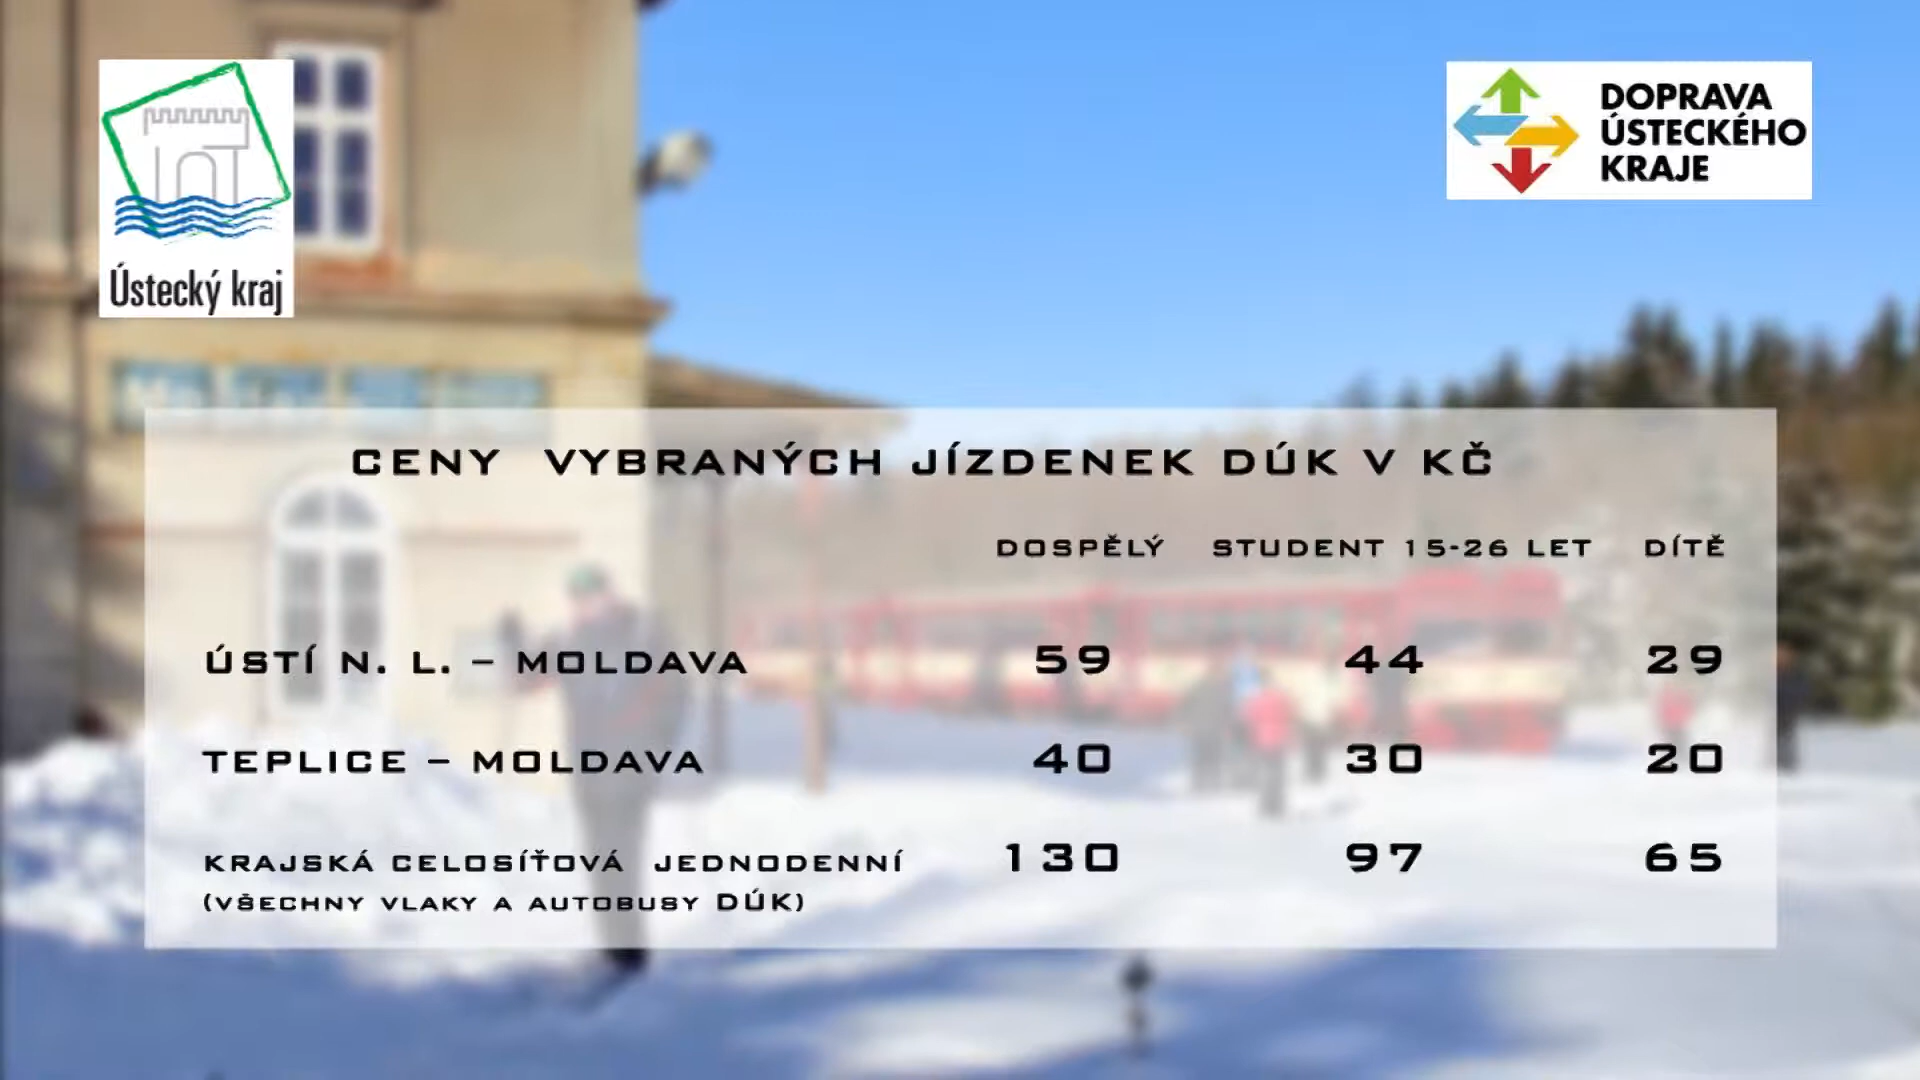 Ústecký kraj
DOPRAVA
ÚSTECKÉHO
KRAJE
CENY VYBRANÝCH JÍZDENEK DÚK V KČ
DOSPĚLÝ STUDENT 15-26 LET DÍTĚ
ÚSTÍ N. L. – MOLDAVA 59 44 29
TEPLICE – MOLDAVA 40 30 20
KRAJSKÁ CELOSÍŤOVÁ JEDNODENNÍ 130 97 65
(VŠECHNY VLAKY A AUTOBUSY DÚK)